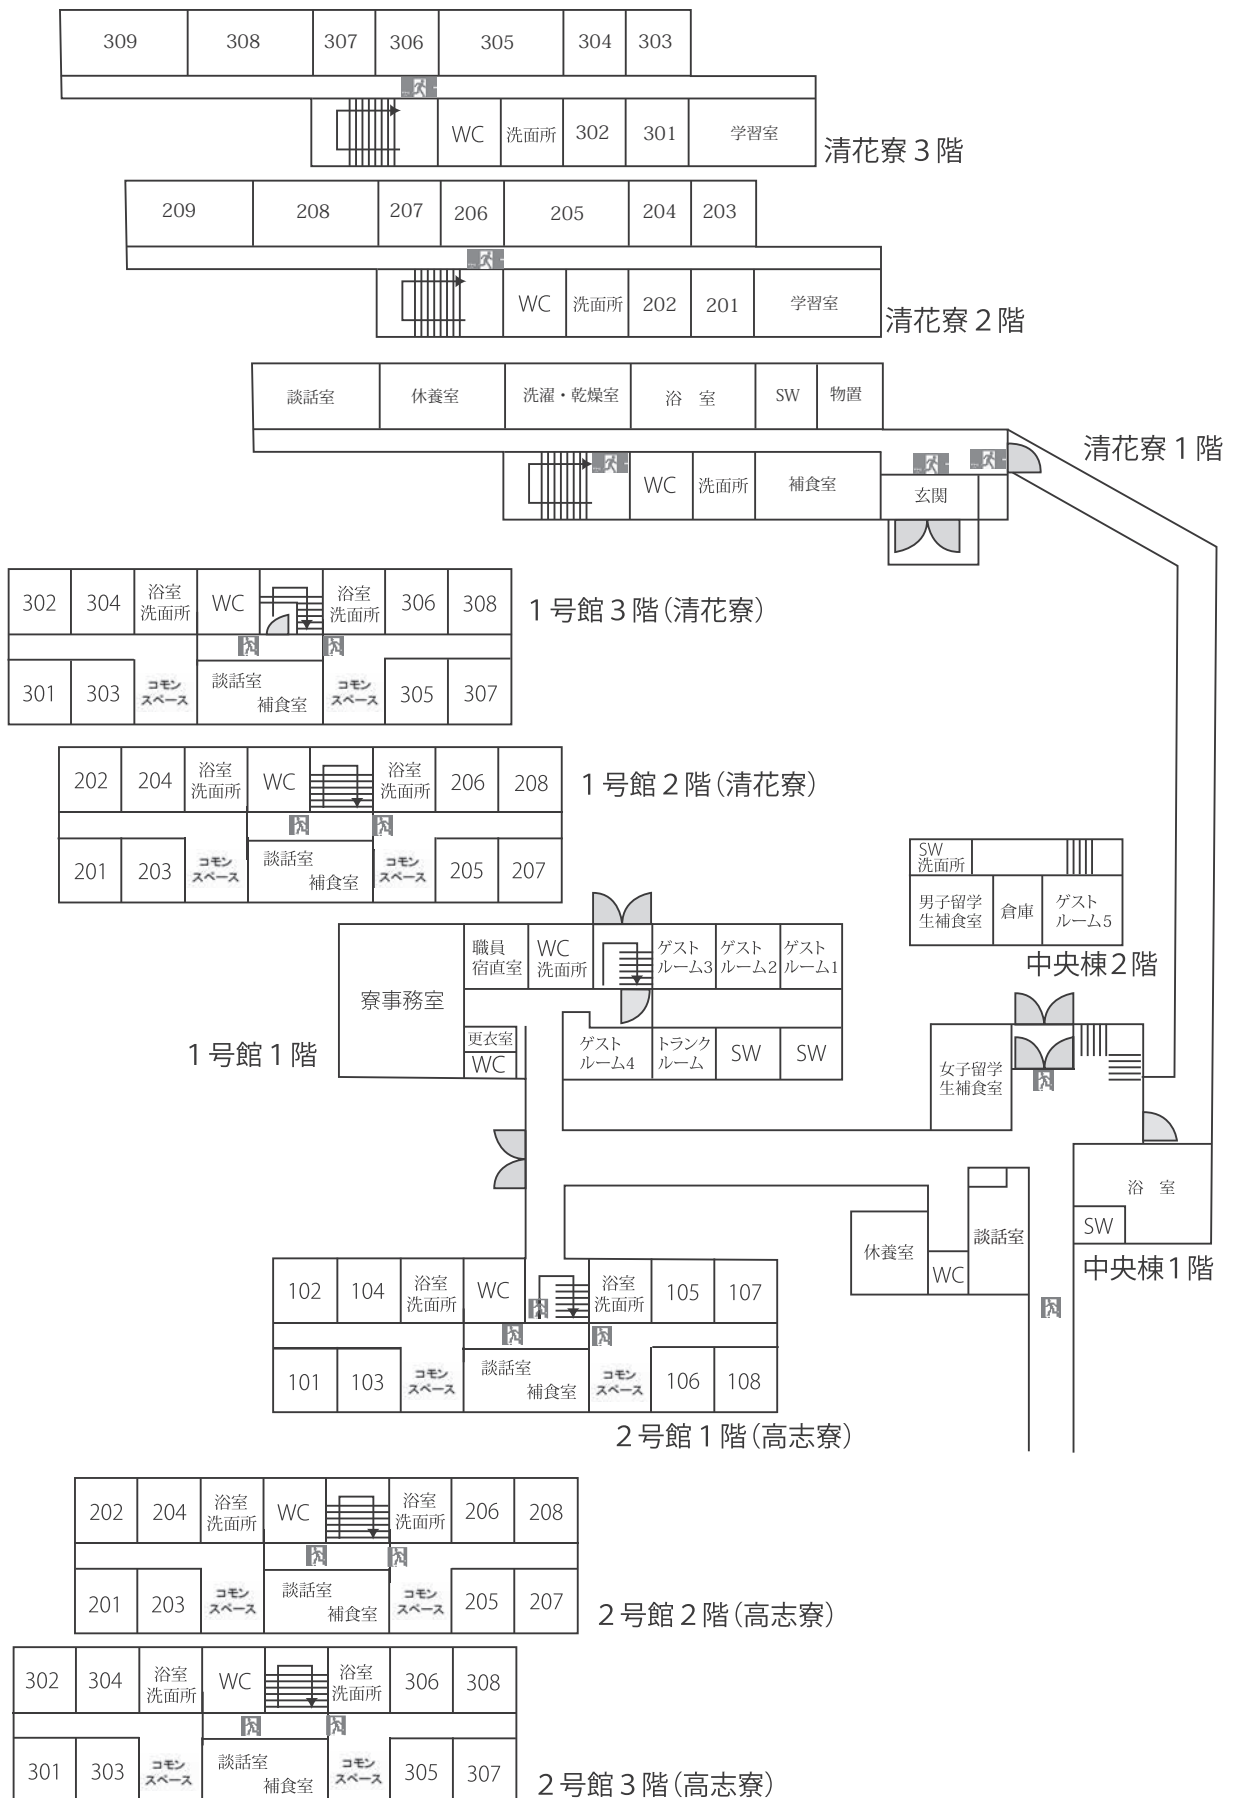 309 308 307 306 305 304 303
WC 洗面所 302 301 学習室
清花寮3階
209 208 207 206 205 204 203
WC 洗面所 202 201 学習室
清花寮2階
談話室 休養室 洗濯・乾燥室 浴 室 SW 物置
清花寮1階
WC 洗面所 補食室 玄関
302 304 浴室 WC 浴室 306 308
洗面所 洗面所
1号館3階(清花寮)
301 303 コモン 談話室 コモン 305 307
スペース 補食室 スペース
202 204 浴室 WC 浴室 206 208
洗面所 洗面所
1号館2階(清花寮)
201 203 コモン 談話室 コモン 205 207
スペース 補食室 スペース
SW
洗面所
男子留学 倉庫 ゲスト
生補食室 ルーム5
中央棟2階
寮事務室
職員 WC ゲスト ゲスト ゲスト
宿直室 洗面所 ルーム3 ルーム2 ルーム1
更衣室 ゲスト トランク SW SW
WC ルーム4 ルーム
1号館1階
女子留学
生補食室
浴 室
SW
談話室
休養室
WC
中央棟1階
102 104 浴室 WC 浴室 105 107
洗面所 洗面所
101 103 コモン 談話室 コモン 106 108
スペース 補食室 スペース
2号館1階(高志寮)
202 204 浴室 WC 浴室 206 208
洗面所 洗面所
201 203 コモン 談話室 コモン 205 207
スペース 補食室 スペース
2号館2階(高志寮)
302 304 浴室 WC 浴室 306 308
洗面所 洗面所
301 303 コモン 談話室 コモン 305 307
スペース 補食室 スペース
2号館3階(高志寮)